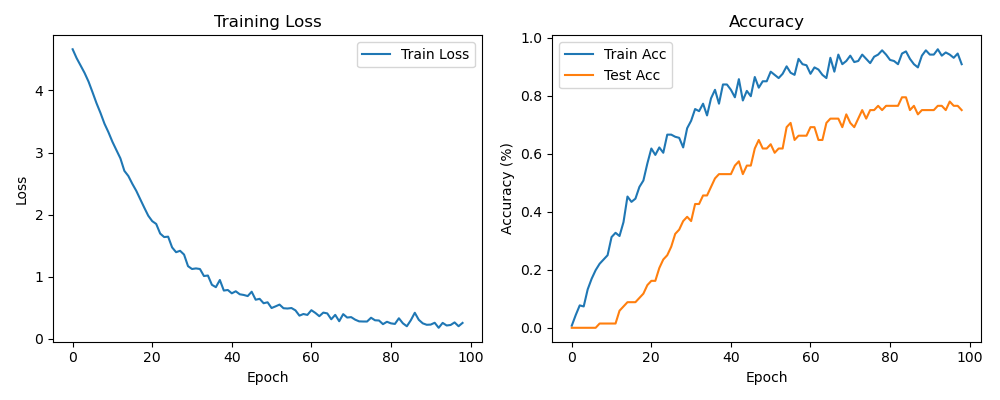 Training Loss
Train Loss
4
3
2
1
0
Loss
0 20 40 60 80 100
Epoch
Accuracy
Train Acc
Test Acc
1.0
0.8
0.6
0.4
0.2
0.0
Accuracy (%)
0 20 40 60 80 100
Epoch